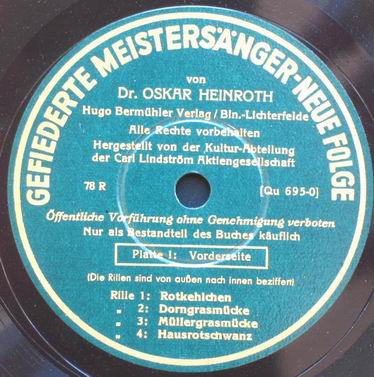 GEFIEDERTE MEISTERSÄNGER-NEUE FOLGE
von
Dr. OSKAR HEINROTH
Hugo Bermühler Verlag / Bln.-Lichterfelde
Alle Rechte vorbehalten
Hergestellt von der Kultur-Abteilung
der Carl Lindström Aktiengesellschaft
78 R [Qu 695-0]
Öffentliche Vorführung ohne Genehmigung verboten
Nur als Bestandteil des Buches käuflich
Platte I: Vorderseite
(Die Rillen sind von außen nach innen beziffert)
Rille 1: Rotkehlchen
„ 2: Dorngrasmücke
„ 3: Müllergrasmücke
„ 4: Hausrotschwanz